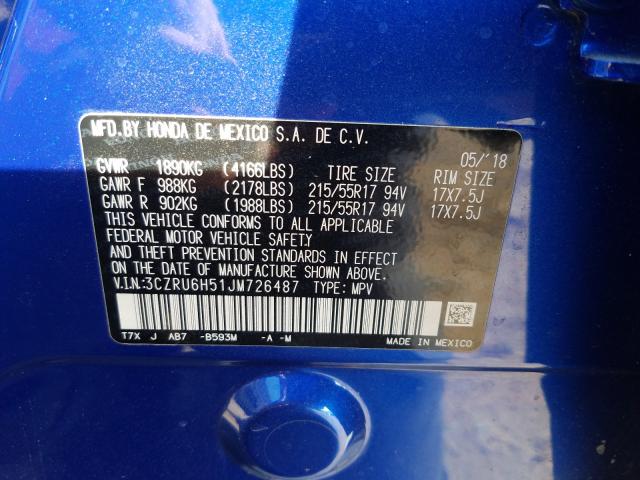 MFD.BY HONDA DE MEXICO S.A. DE C.V.
05/'18
GVWR 1890KG (4166LBS) TIRE SIZE RIM SIZE
GAWR F 988KG (2178LBS) 215/55R17 94V 17X7.5J
GAWR R 902KG (1988LBS) 215/55R17 94V 17X7.5J
THIS VEHICLE CONFORMS TO ALL APPLICABLE
FEDERAL MOTOR VEHICLE SAFETY
AND THEFT PREVENTION STANDARDS IN EFFECT
ON THE DATE OF MANUFACTURE SHOWN ABOVE.
V.I.N:3CZRU6H51JM726487 TYPE: MPV
T7X J AB7 -B593M -A -M
MADE IN MEXICO